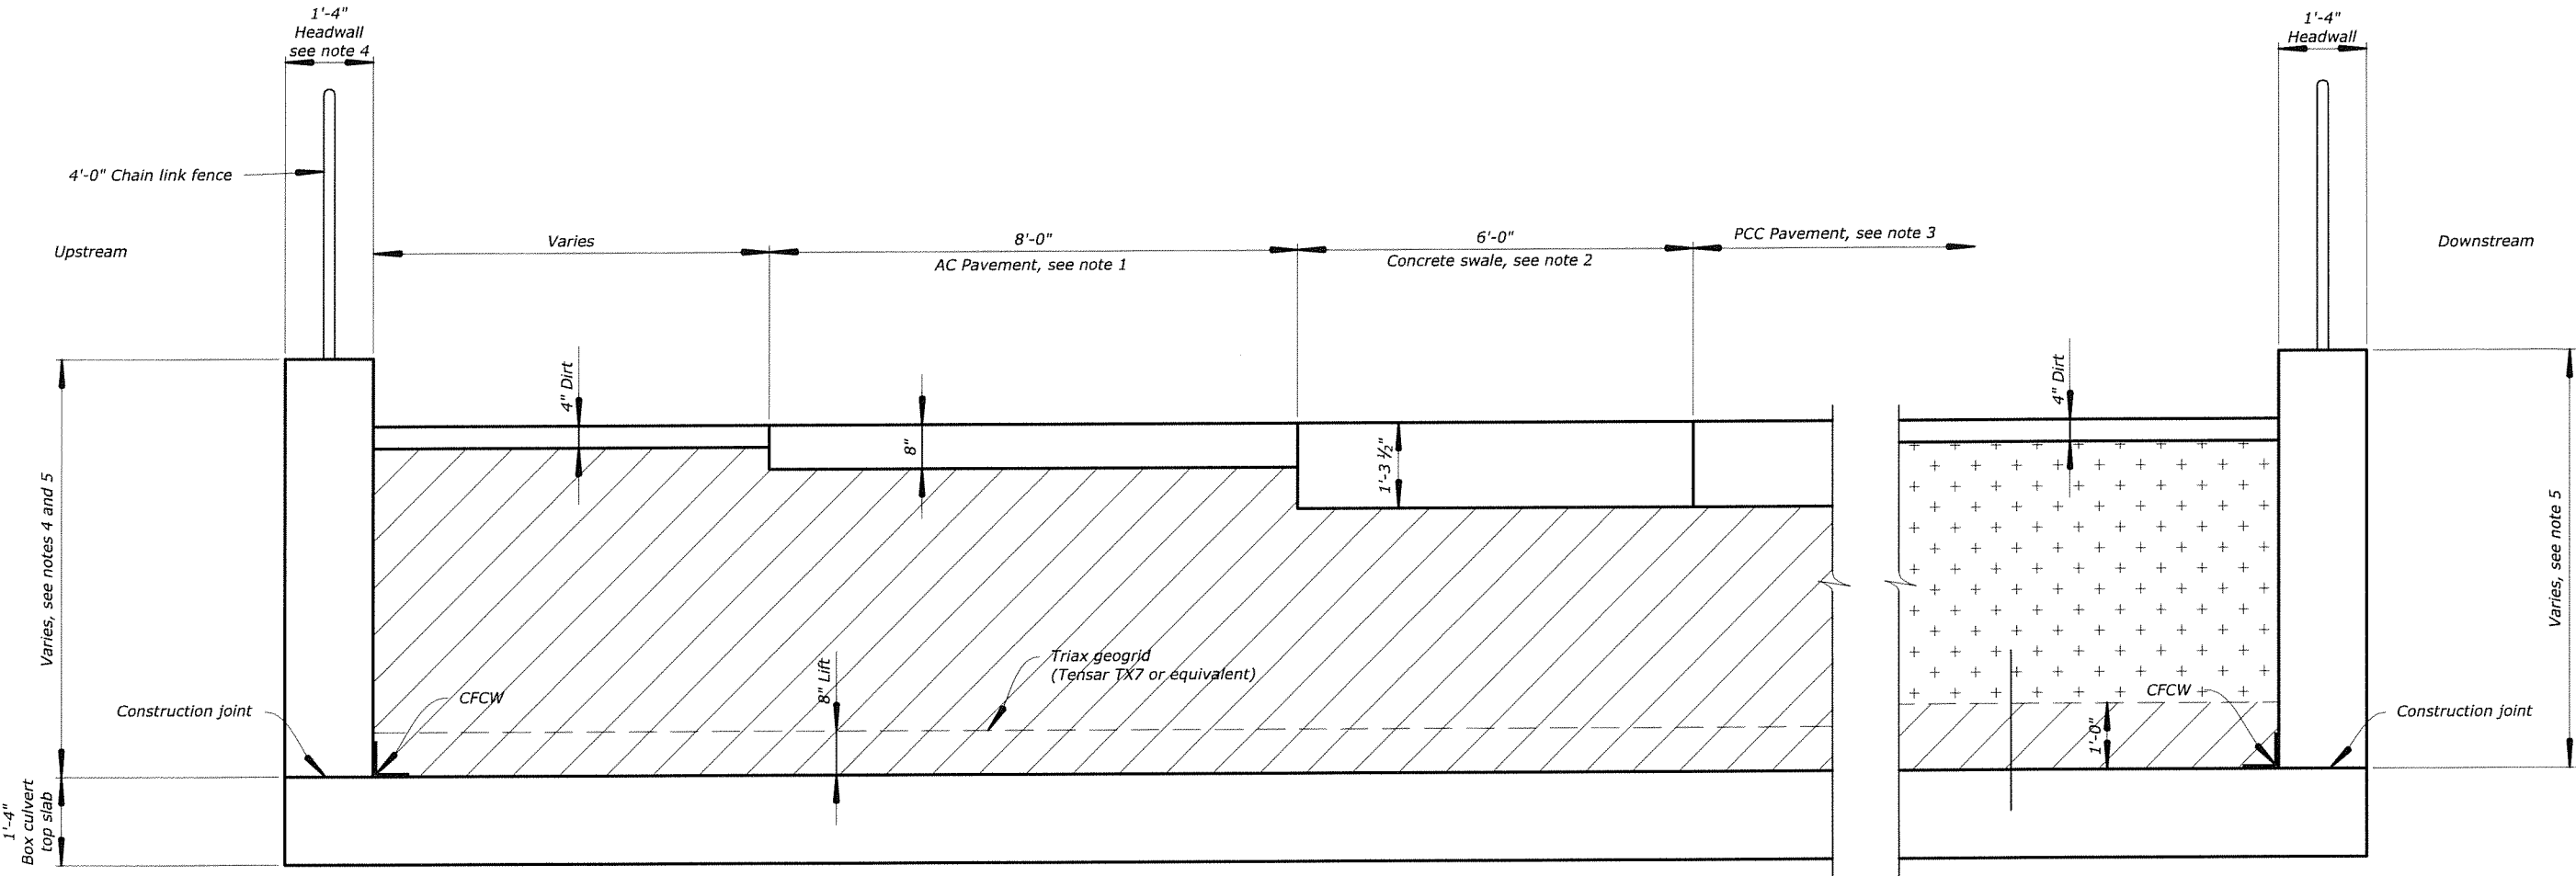 1'-4"
Headwall
see note 4
1'-4"
Headwall
4'-0" Chain link fence
Upstream
Varies
8'-0"
AC Pavement, see note 1
6'-0"
Concrete swale, see note 2
PCC Pavement, see note 3
Downstream
4" Dirt
8"
1'-3 ½"
4" Dirt
Varies, see notes 4 and 5
Varies, see note 5
Triax geogrid
(Tensar TX7 or equivalent)
8" Lift
CFCW
CFCW
Construction joint
Construction joint
1'-0"
1'-4"
Box culvert
top slab